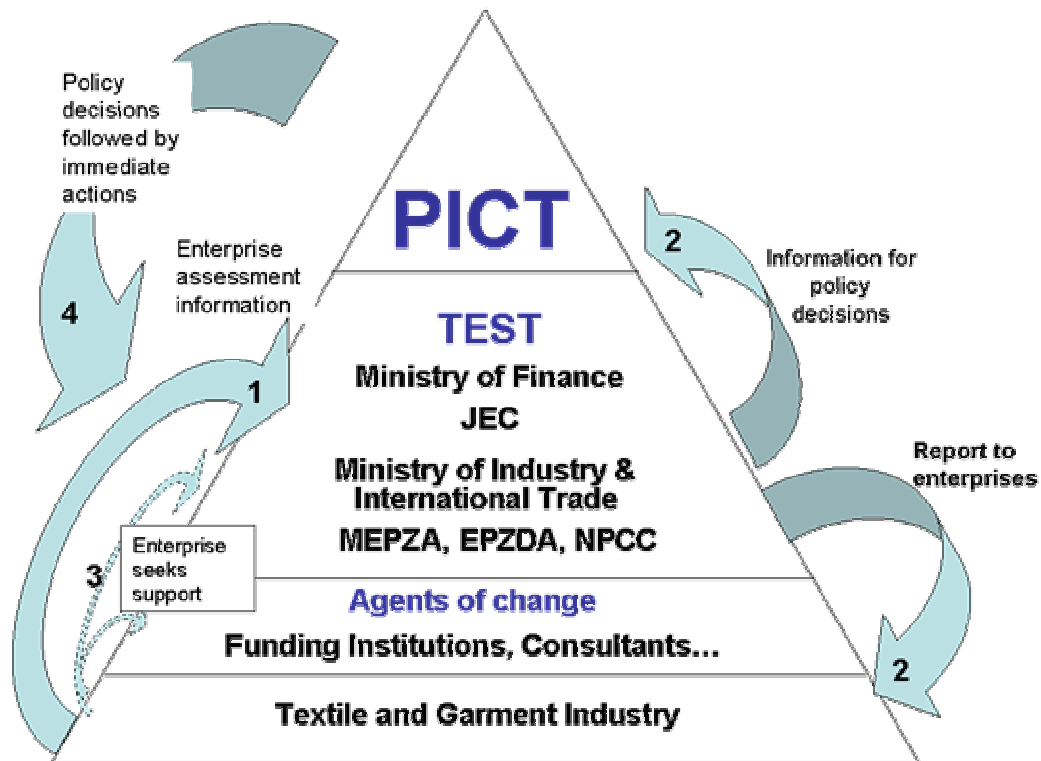 Policy
decisions
followed by
immediate
actions
4
Enterprise
assessment
information
1
PICT
2
Information for
policy
decisions
TEST
Ministry of Finance
JEC
Ministry of Industry &
International Trade
MEPZA, EPZDA, NPCC
Report to
enterprises
2
3
Enterprise
seeks
support
Agents of change
Funding Institutions, Consultants...
Textile and Garment Industry